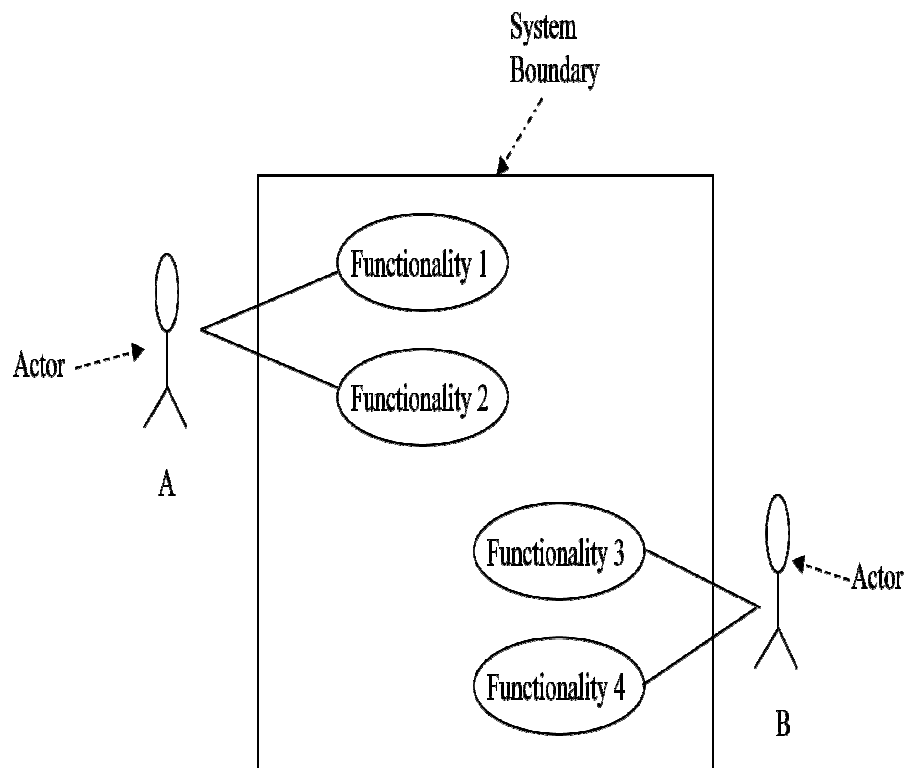 System
Boundary
Functionality 1
Actor
Functionality 2
A
Functionality 3
Actor
Functionality 4
B